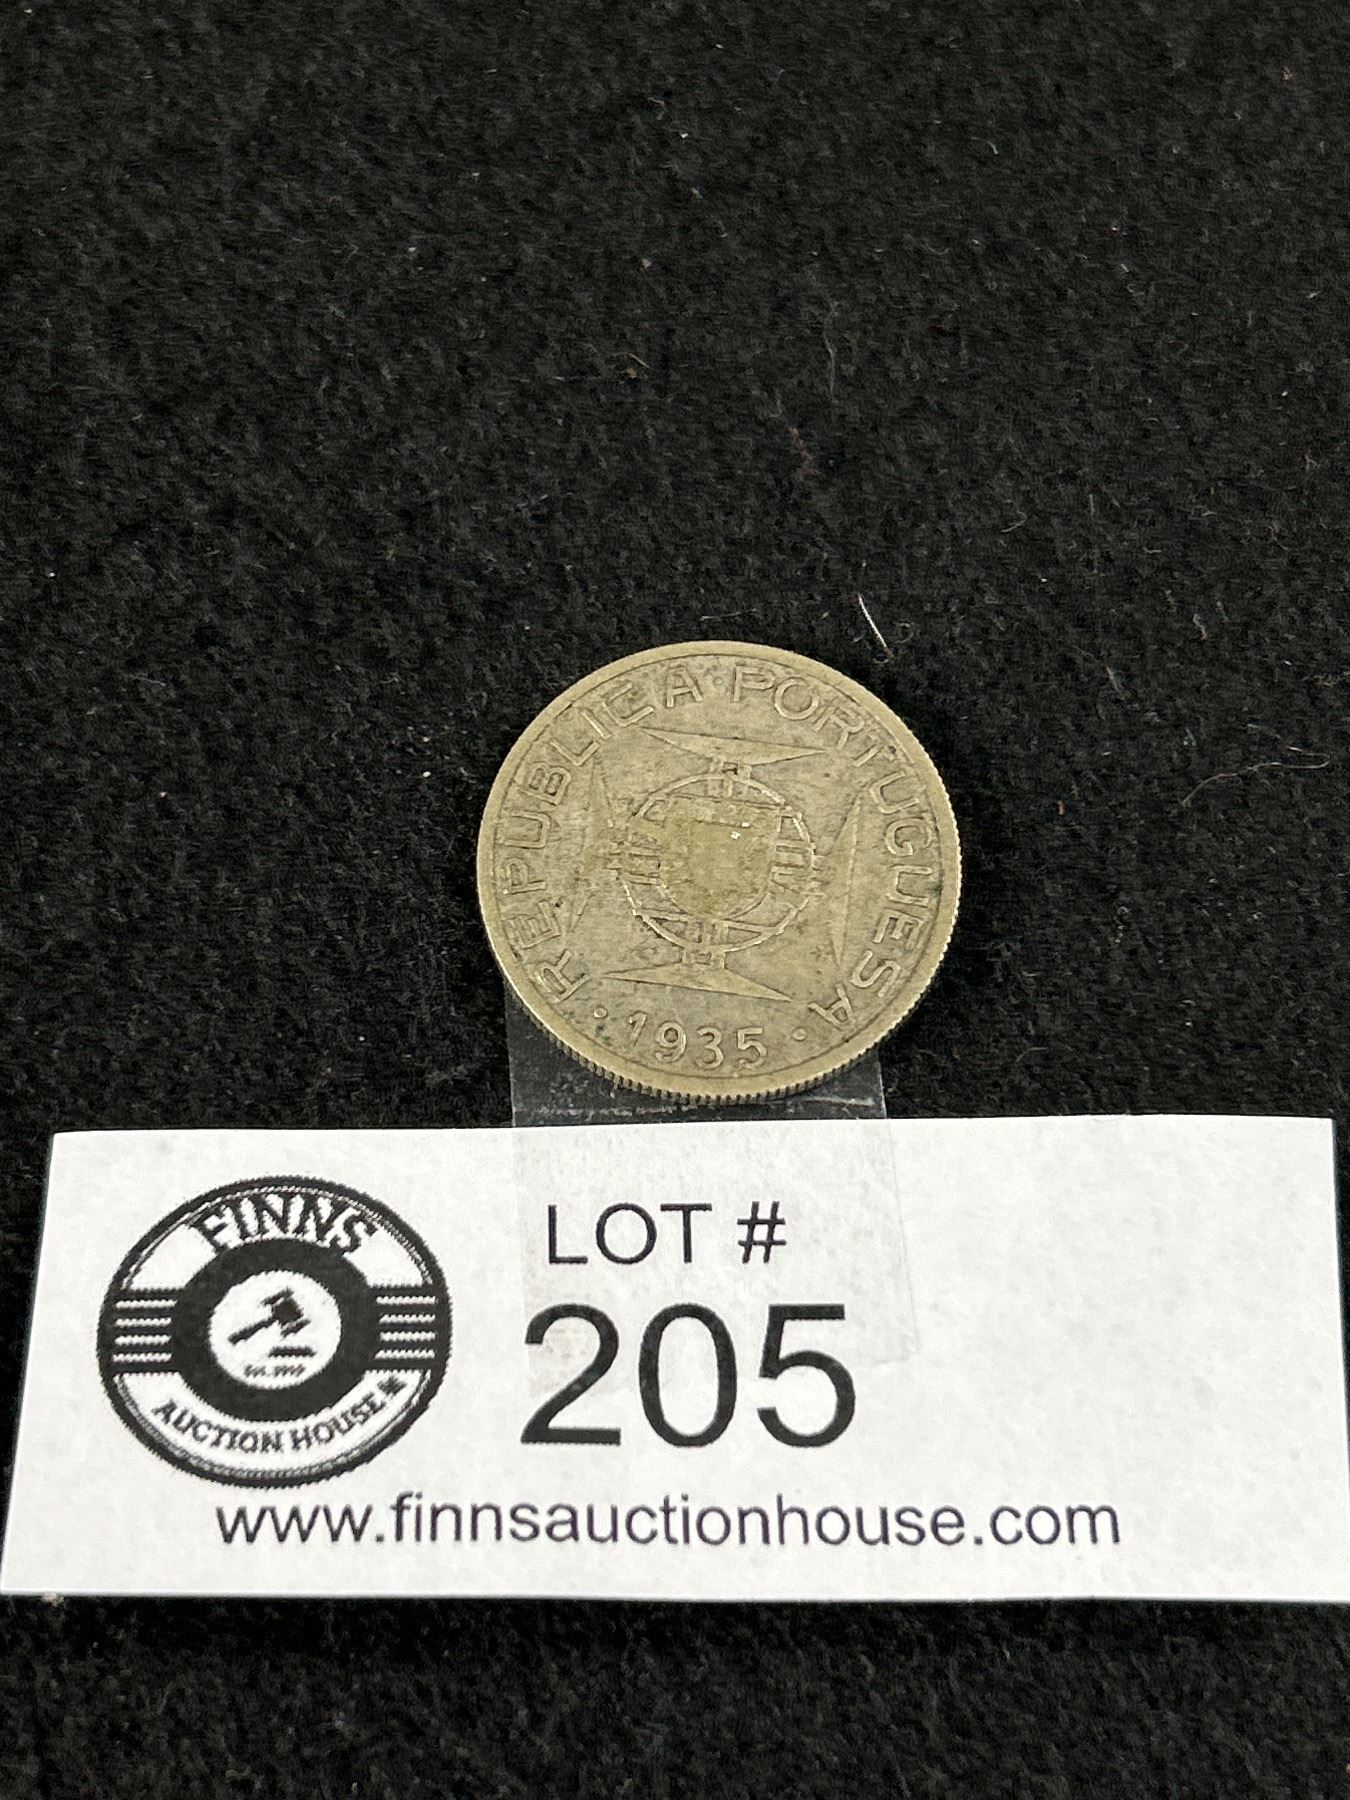 REPUBLICA·PORTUGUESA
· 1935 ·
LOT #
205
FINNS
AUCTION HOUSE
www.finnsauctionhouse.com